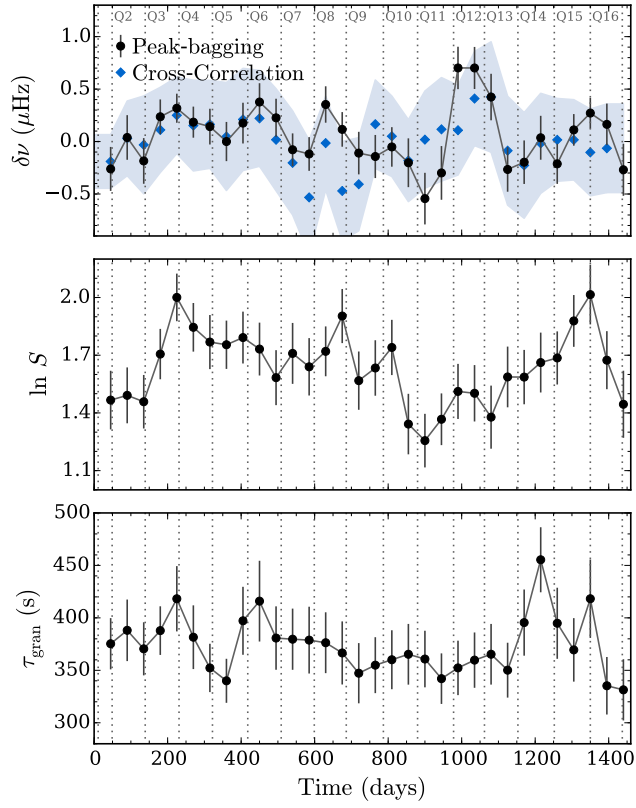 Q2 Q3 Q4 Q5 Q6 Q7 Q8 Q9 Q10 Q11 Q12 Q13 Q14 Q15 Q16
1.0
0.5
0.0
−0.5
δν (μHz)
Peak-bagging
Cross-Correlation
2.0
1.7
1.4
1.1
ln S
500
450
400
350
300
τgran (s)
0 200 400 600 800 1000 1200 1400
Time (days)